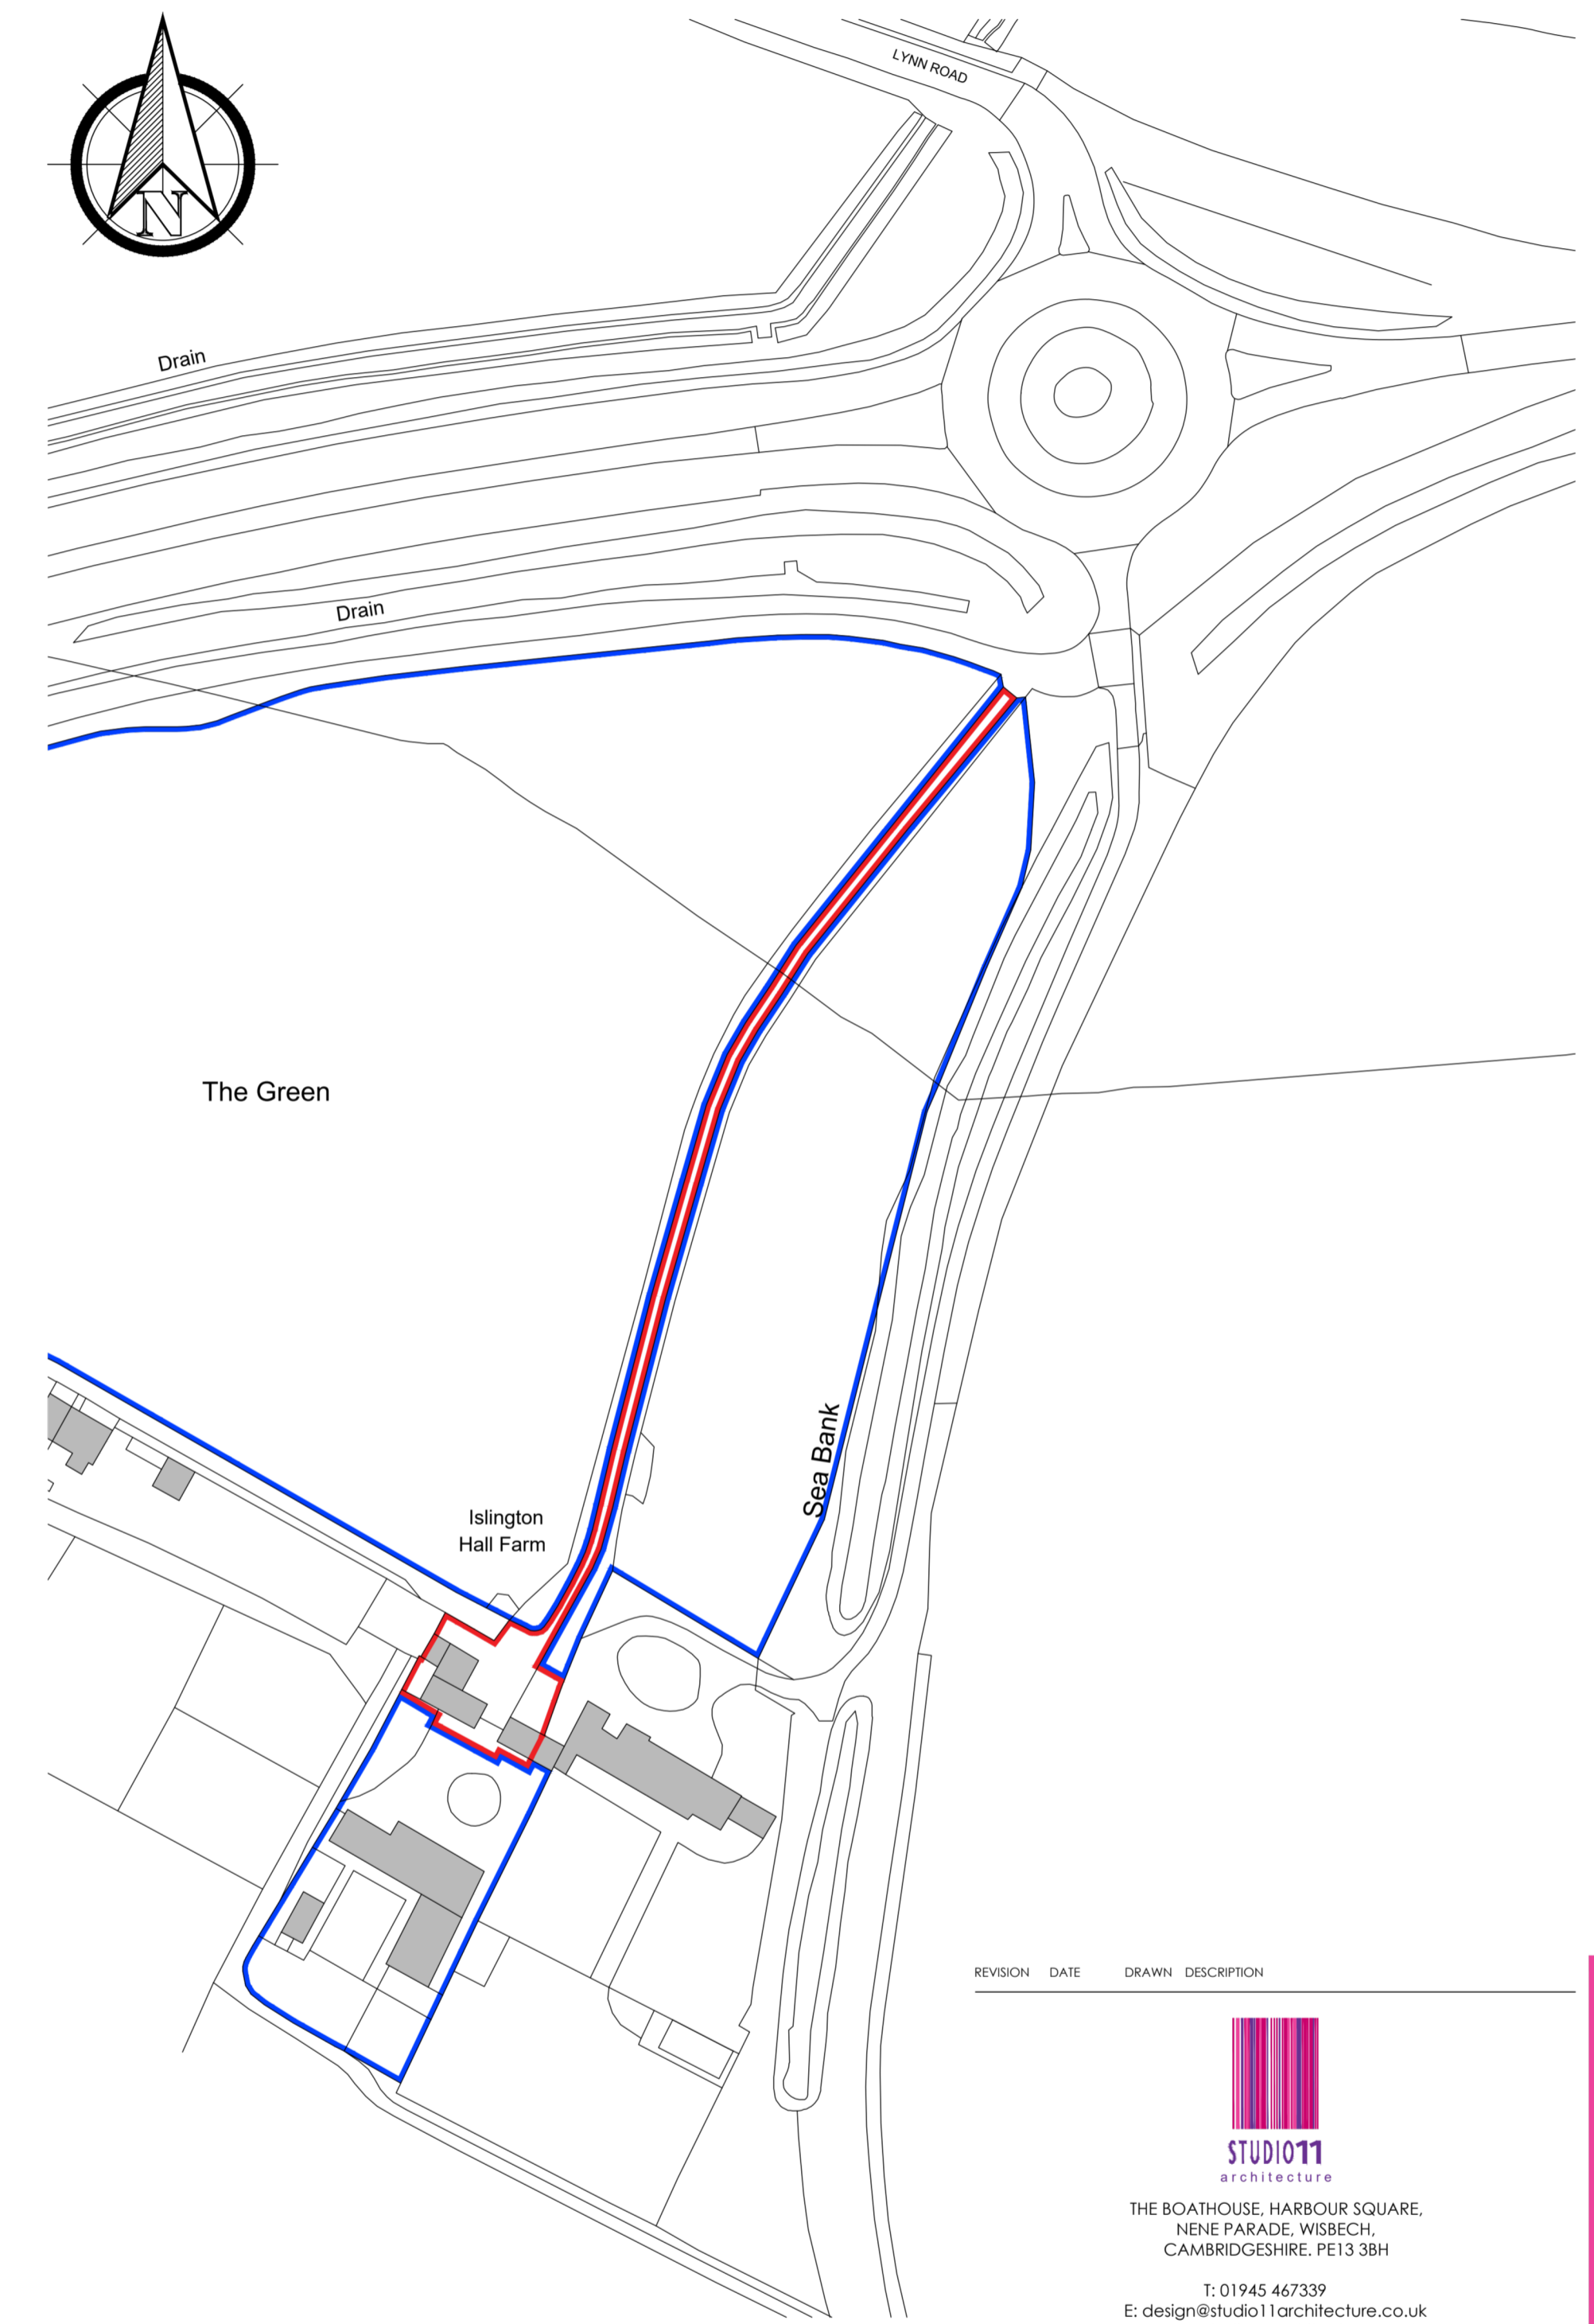 LYNN ROAD
N
Drain
Drain
The Green
Sea Bank
Islington
Hall Farm
REVISION DATE DRAWN DESCRIPTION
STUDIO11
architecture
THE BOATHOUSE, HARBOUR SQUARE,
NENE PARADE, WISBECH,
CAMBRIDGESHIRE. PE13 3BH
T: 01945 467339
E: design@studio11architecture.co.uk